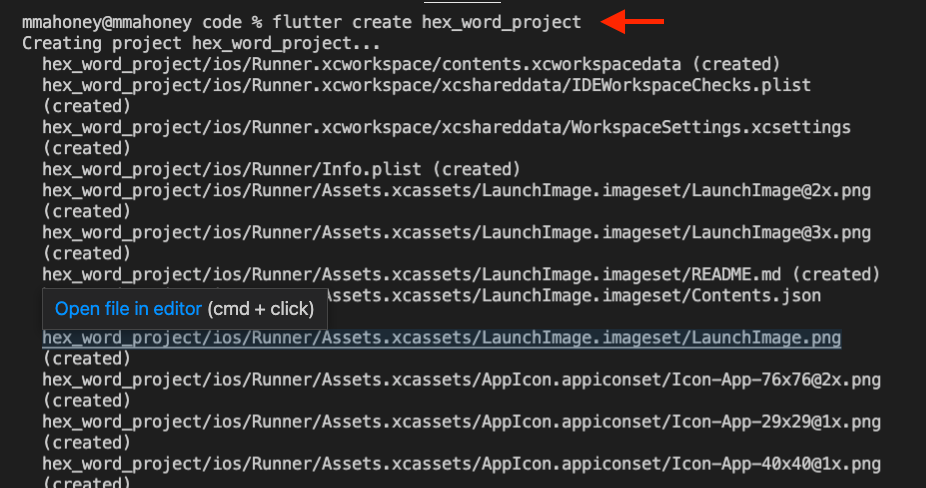 mmahoney@mmahoney code % flutter create hex_word_project
Creating project hex_word_project...
hex_word_project/ios/Runner.xcworkspace/contents.xcworkspacedata (created)
hex_word_project/ios/Runner.xcworkspace/xcshareddata/IDEWorkspaceChecks.plist
(created)
hex_word_project/ios/Runner.xcworkspace/xcshareddata/WorkspaceSettings.xcsettings
(created)
hex_word_project/ios/Runner/Info.plist (created)
hex_word_project/ios/Runner/Assets.xcassets/LaunchImage.imageset/LaunchImage@2x.png
(created)
hex_word_project/ios/Runner/Assets.xcassets/LaunchImage.imageset/LaunchImage@3x.png
(created)
hex_word_project/ios/Runner/Assets.xcassets/LaunchImage.imageset/README.md (created)
Assets.xcassets/LaunchImage.imageset/Contents.json
Open file in editor (cmd + click)
hex_word_project/ios/Runner/Assets.xcassets/LaunchImage.imageset/LaunchImage.png
(created)
hex_word_project/ios/Runner/Assets.xcassets/AppIcon.appiconset/Icon-App-76x76@2x.png
(created)
hex_word_project/ios/Runner/Assets.xcassets/AppIcon.appiconset/Icon-App-29x29@1x.png
(created)
hex_word_project/ios/Runner/Assets.xcassets/AppIcon.appiconset/Icon-App-40x40@1x.png
(created)